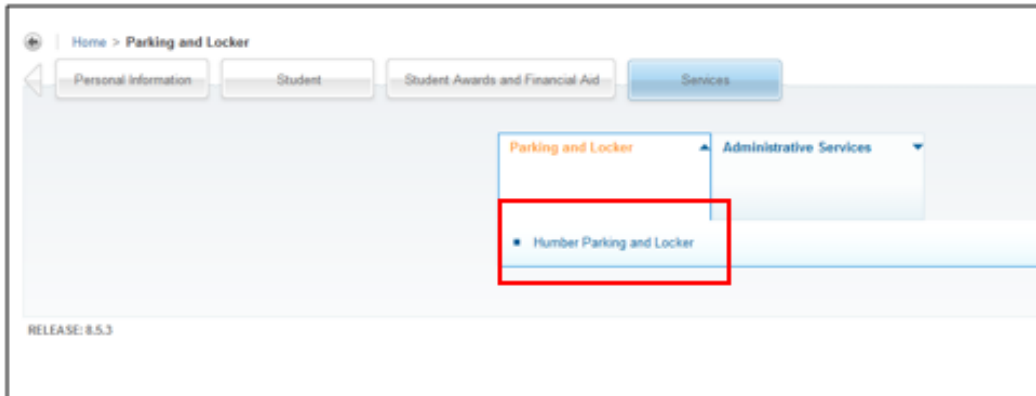 Home > Parking and Locker
Personal Information Student Student Awards and Financial Aid Services
Parking and Locker Administrative Services
Humber Parking and Locker
RELEASE: 8.5.3